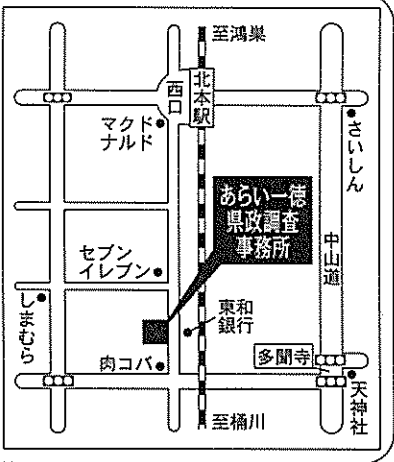 至鴻巣
北本駅
西口
マクド
ナルド
さいしん
あらい一徳
県政調査
事務所
中山道
セブン
イレブン
しまむら
東和
銀行
肉コバ
多聞寺
天神社
至桶川